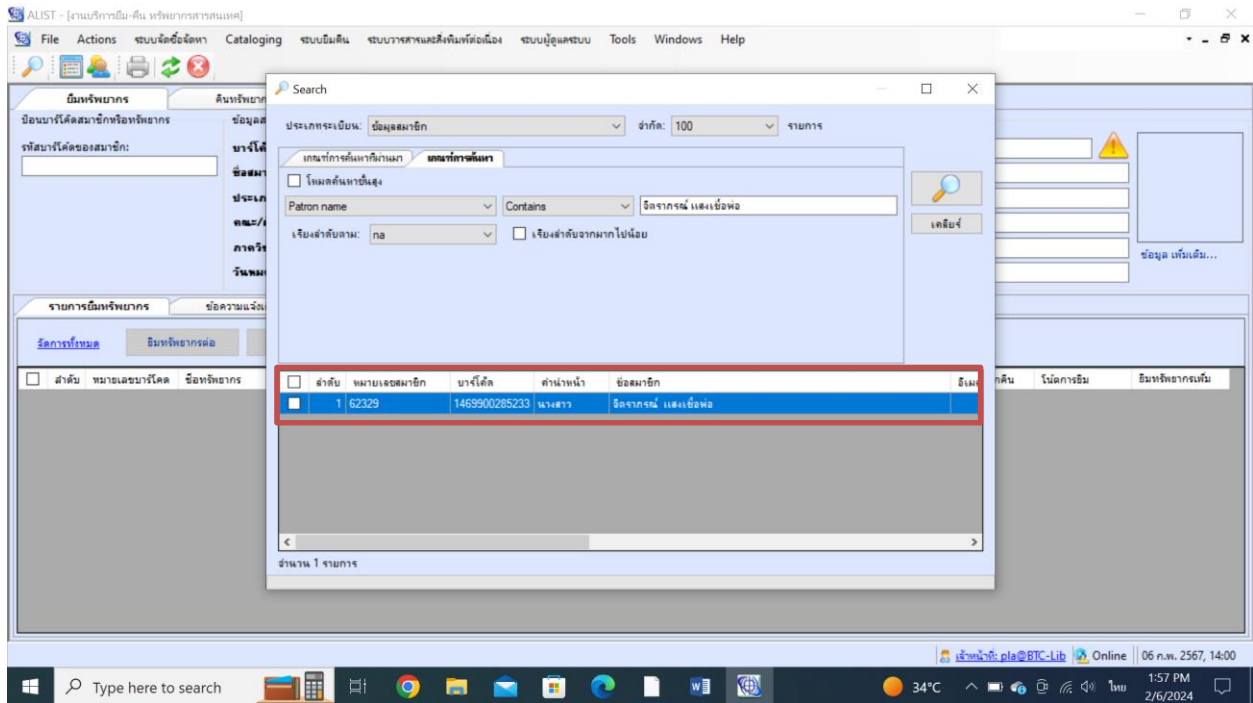 ALIST - [งานบริการยืม-คืน ทรัพยากรสารสนเทศ]
File Actions ระบบจัดซื้อจัดหา Cataloging ระบบยืมคืน ระบบวารสารและสิ่งพิมพ์ต่อเนื่อง ระบบผู้ดูแลระบบ Tools Windows Help
ยืมทรัพยากร
ป้อนบาร์โค้ดสมาชิกหรือทรัพยากร
รหัสบาร์โค้ดของสมาชิก:
Search
ประเภทระเบียน: ข้อมูลสมาชิก จำกัด: 100 รายการ
เกณฑ์การค้นหาที่ผ่านมา เกณฑ์การค้นหา
โหมดค้นหาขั้นสูง
Patron name Contains จิตราภรณ์ แสงเชื่อพ่อ
เรียงลำดับตาม: na เรียงลำดับจากมากไปน้อย
เคลียร์
ข้อมูล เพิ่มเติม...
รายการยืมทรัพยากร
จัดการทั้งหมด ยืมทรัพยากรต่อ
ลำดับ หมายเลขบาร์โคด ชื่อทรัพยากร
ลำดับ หมายเลขสมาชิก บาร์โค้ด คำนำหน้า ชื่อสมาชิก
โน้ตการยืม ยืมทรัพยากรเพิ่ม
1 62329 1469900285233 นางสาว จิตราภรณ์ แสงเชื่อพ่อ
จำนวน 1 รายการ
เจ้าหน้าที่: pla@BTC-Lib Online 06 ก.พ. 2567, 14:00
Type here to search 34°C ไทย 1:57 PM
2/6/2024